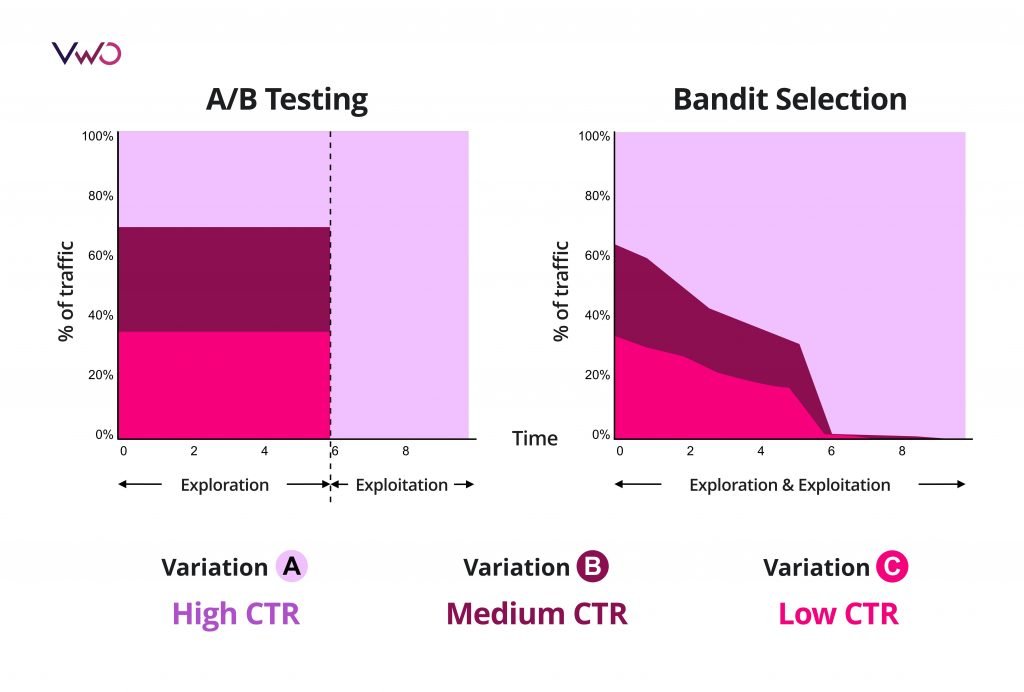 VWO
A/B Testing
100%
80%
60%
40%
20%
0%
% of traffic
0 2 4 6 8
Exploration
Exploitation
Time
Bandit Selection
100%
80%
60%
40%
20%
0%
% of traffic
0 2 4 6 8
Exploration & Exploitation
Variation A
High CTR
Variation B
Medium CTR
Variation C
Low CTR